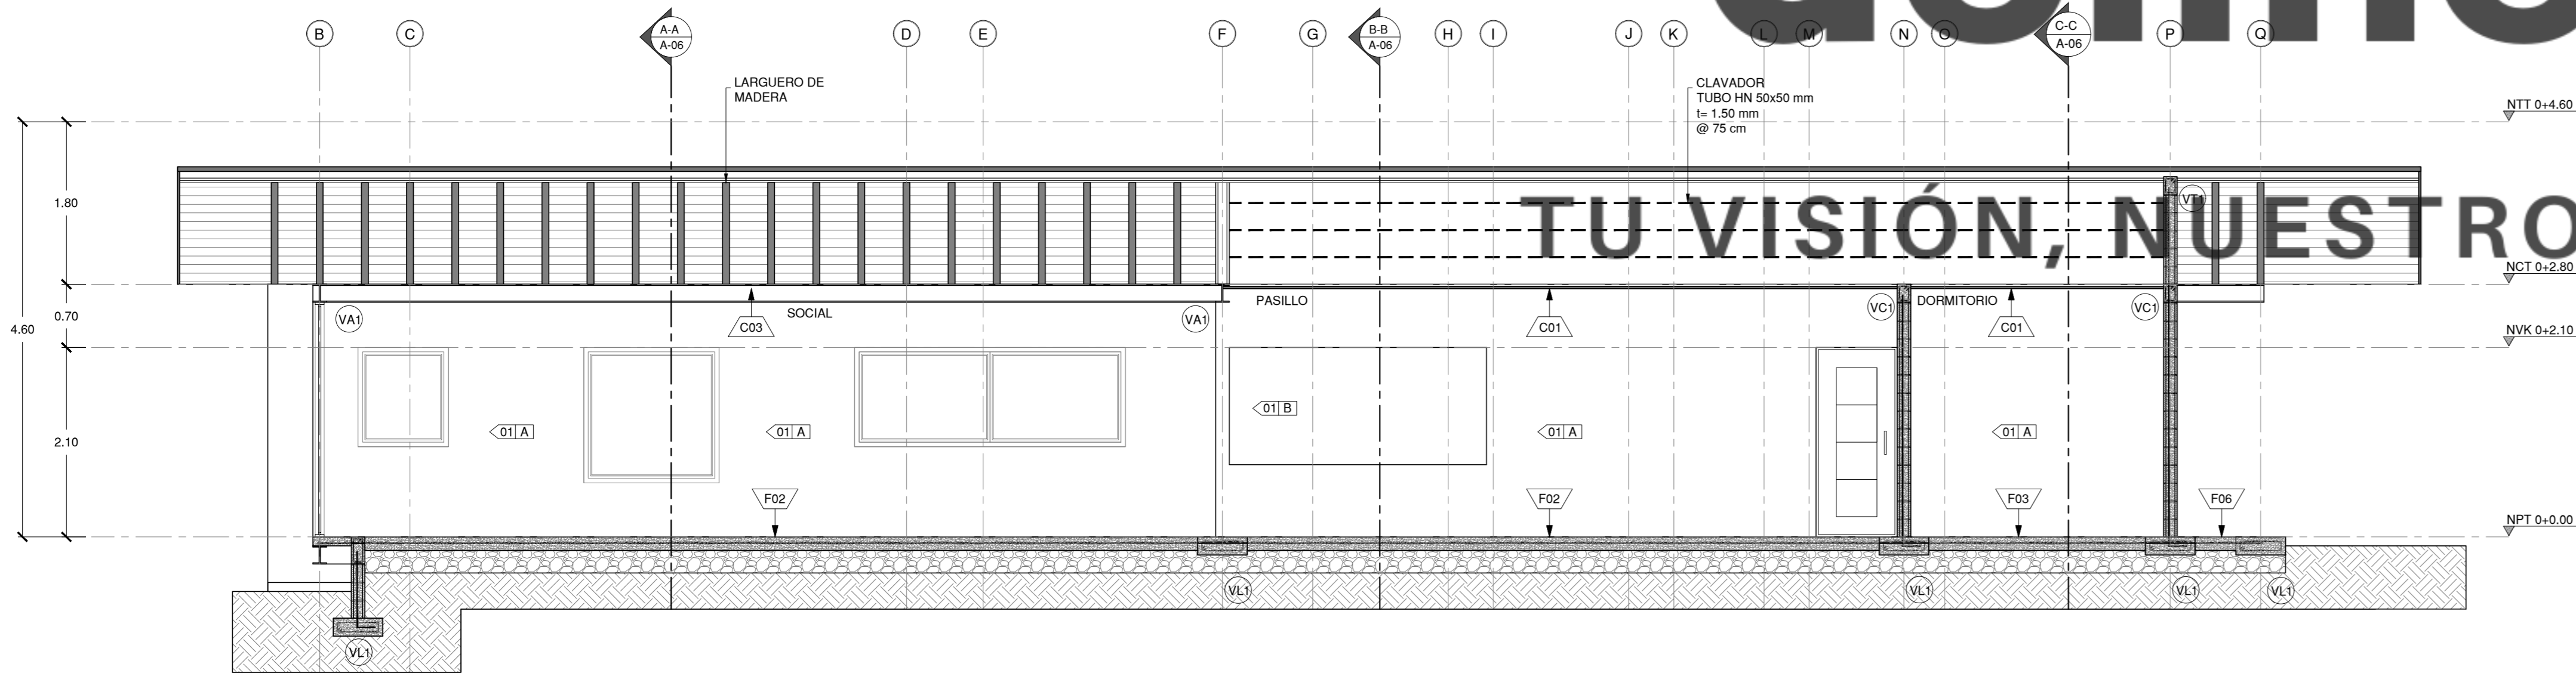 B
C
A-A
A-06
D
E
F
G
B-B
A-06
H
I
J
K
L
M
N
O
C-C
A-06
P
Q
LARGUERO DE
MADERA
CLAVADOR
TUBO HN 50x50 mm
t= 1.50 mm
@ 75 cm
NTT 0+4.60
1.80
VT1
TU VISIÓN, NUESTRO
NCT 0+2.80
0.70
4.60
VA1
C03
SOCIAL
VA1
PASILLO
C01
VC1
DORMITORIO
C01
VC1
NVK 0+2.10
2.10
01 A
01 A
01 B
01 A
01 A
F02
F02
F03
F06
NPT 0+0.00
VL1
VL1
VL1
VL1
VL1